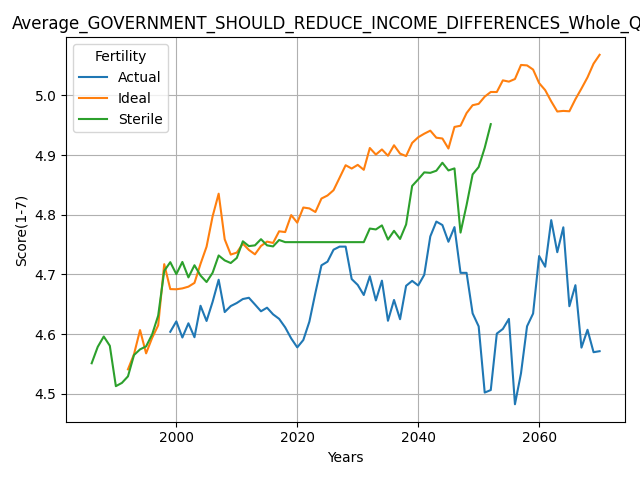 Average_GOVERNMENT_SHOULD_REDUCE_INCOME_DIFFERENCES_Whole_Q
Fertility
Actual
Ideal
Sterile
5.0
4.9
4.8
4.7
4.6
4.5
Score(1-7)
2000 2020 2040 2060
Years